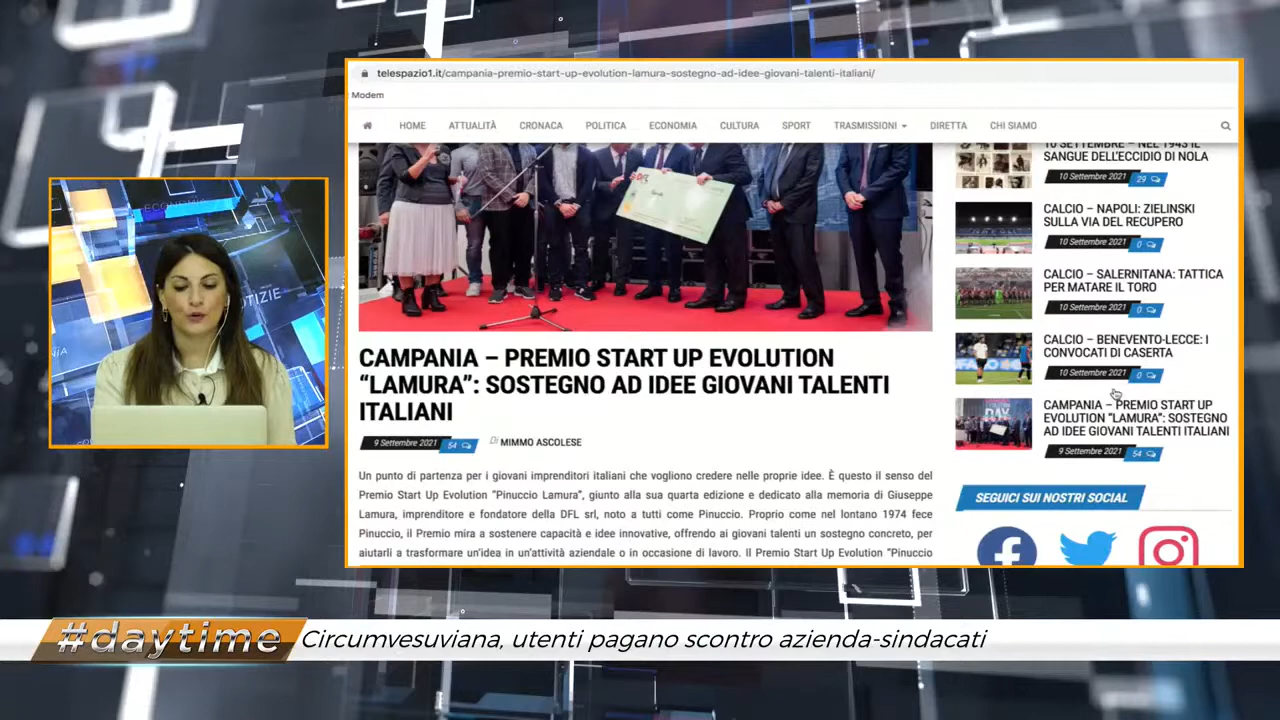 telespazio1.it/campania-premio-start-up-evolution-lamura-sostegno-ad-idee-giovani-talenti-italiani/
Modem
HOME ATTUALITÀ CRONACA POLITICA ECONOMIA CULTURA SPORT TRASMISSIONI DIRETTA CHI SIAMO
CAMPANIA – PREMIO START UP EVOLUTION
“LAMURA”: SOSTEGNO AD IDEE GIOVANI TALENTI
ITALIANI
9 Settembre 2021 54 Di MIMMO ASCOLESE
Un punto di partenza per i giovani imprenditori italiani che vogliono credere nelle proprie idee. È questo il senso del
Premio Start Up Evolution “Pinuccio Lamura”, giunto alla sua quarta edizione e dedicato alla memoria di Giuseppe
Lamura, imprenditore e fondatore della DFL srl, noto a tutti come Pinuccio. Proprio come nel lontano 1974 fece
Pinuccio, il Premio mira a sostenere capacità e idee innovative, offrendo ai giovani talenti un sostegno concreto, per
aiutarli a trasformare un’idea in un’attività aziendale o in occasione di lavoro. Il Premio Start Up Evolution “Pinuccio
10 SETTEMBRE – NEL 1943 IL
SANGUE DELL’ECCIDIO DI NOLA
10 Settembre 2021 29
CALCIO – NAPOLI: ZIELINSKI
SULLA VIA DEL RECUPERO
10 Settembre 2021 0
CALCIO – SALERNITANA: TATTICA
PER MATARE IL TORO
10 Settembre 2021 0
CALCIO – BENEVENTO-LECCE: I
CONVOCATI DI CASERTA
10 Settembre 2021 0
CAMPANIA – PREMIO START UP
EVOLUTION “LAMURA”: SOSTEGNO
AD IDEE GIOVANI TALENTI ITALIANI
9 Settembre 2021 54
SEGUICI SUI NOSTRI SOCIAL
ECONOMIA
#daytime Circumvesuviana, utenti pagano scontro azienda-sindacati